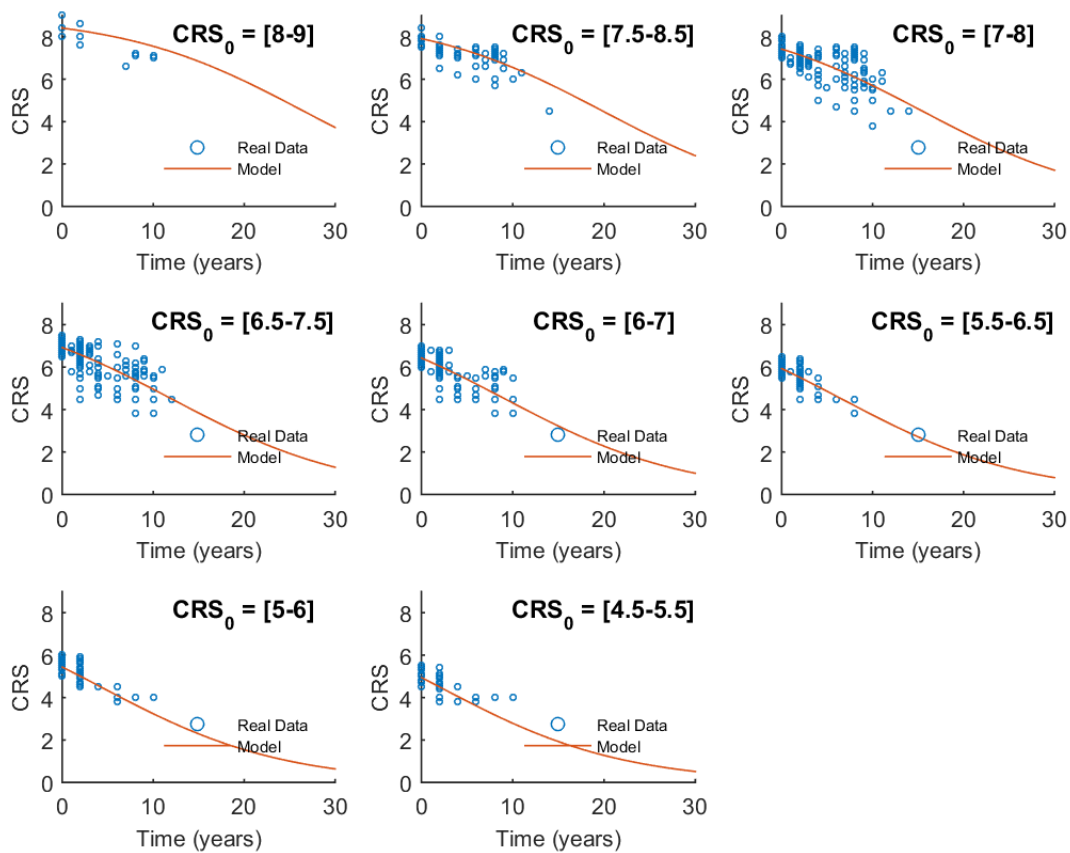 CRS₀ = [8-9]
CRS
8
6
4
2
0
Real Data
Model
0 10 20 30
Time (years)
CRS₀ = [7.5-8.5]
CRS
8
6
4
2
0
Real Data
Model
0 10 20 30
Time (years)
CRS₀ = [7-8]
CRS
8
6
4
2
0
Real Data
Model
0 10 20 30
Time (years)
CRS₀ = [6.5-7.5]
CRS
8
6
4
2
0
Real Data
Model
0 10 20 30
Time (years)
CRS₀ = [6-7]
CRS
8
6
4
2
0
Real Data
Model
0 10 20 30
Time (years)
CRS₀ = [5.5-6.5]
CRS
8
6
4
2
0
Real Data
Model
0 10 20 30
Time (years)
CRS₀ = [5-6]
CRS
8
6
4
2
0
Real Data
Model
0 10 20 30
Time (years)
CRS₀ = [4.5-5.5]
CRS
8
6
4
2
0
Real Data
Model
0 10 20 30
Time (years)